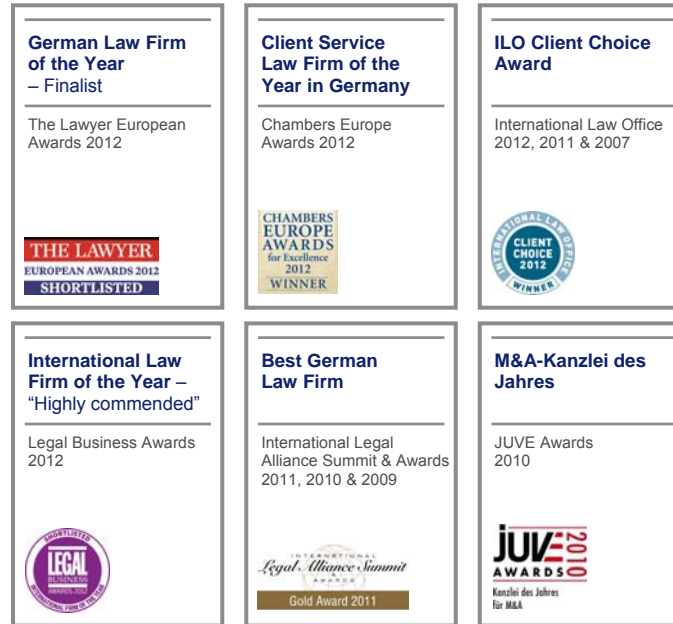 German Law Firm
of the Year
– Finalist
The Lawyer European
Awards 2012
THE LAWYER
EUROPEAN AWARDS 2012
SHORTLISTED
Client Service
Law Firm of the
Year in Germany
Chambers Europe
Awards 2012
CHAMBERS
EUROPE
AWARDS
for Excellence
2012
WINNER
ILO Client Choice
Award
International Law Office
2012, 2011 & 2007
INTERNATIONAL LAW OFFICE
CLIENT
CHOICE
2012
WINNER
International Law
Firm of the Year –
“Highly commended”
Legal Business Awards
2012
SHORTLISTED
LEGAL
BUSINESS
AWARDS 2012
INTERNATIONAL FIRM OF THE YEAR
Best German
Law Firm
International Legal
Alliance Summit & Awards
2011, 2010 & 2009
INTERNATIONAL
Legal Alliance Summit
&
AWARDS
Gold Award 2011
M&A-Kanzlei des
Jahres
JUVE Awards
2010
JUVE
AWARDS
2010
Kanzlei des Jahres
für M&A